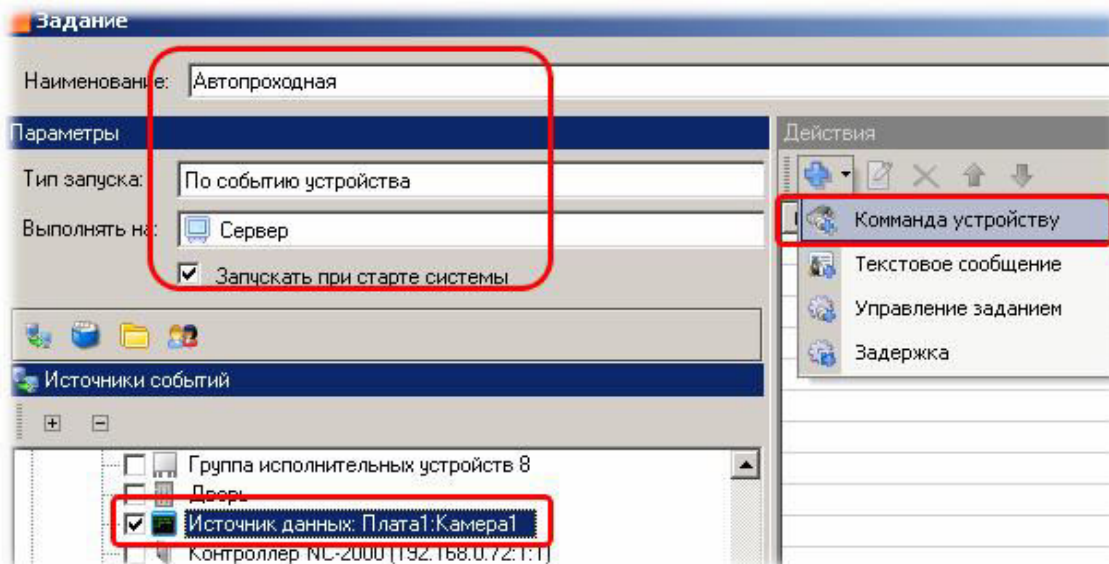 Задание
Наименование: Автопроходная
Параметры
Тип запуска: По событию устройства
Выполнять на: Сервер
Запускать при старте системы
Источники событий
Группа исполнительных устройств 8
Дверь
Источник данных: Плата1:Камера1
Контроллер NC-2000 (192.168.0.72:1:1)
Действия
Комманда устройству
Текстовое сообщение
Управление заданием
Задержка